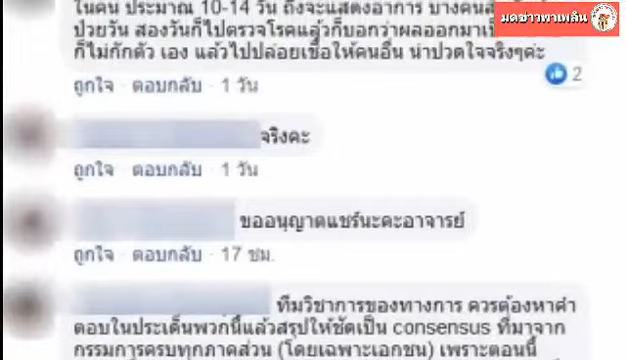 ในคน ประมาณ 10-14 วัน ถึงจะแสดงอาการ บางคน
มดข่าวพาเพลิน
ป่วยวัน สองวันก็ไปตรวจโรคแล้วก็บอกว่าผลออกมาเป็
ก็ไม่กักตัว เอง แล้วไปปล่อยเชื้อให้คนอื่น น่าปวดใจจริงๆค่ะ
2
ถูกใจ · ตอบกลับ · 1 วัน
จริงคะ
ถูกใจ · ตอบกลับ · 1 วัน
ขออนุญาตแชร์นะคะอาจารย์
ถูกใจ · ตอบกลับ · 17 ชม.
ทีมวิชาการของทางการ ควรต้องหาคำ
ตอบในประเด็นพวกนี้แล้วสรุปให้ชัดเป็น consensus ที่มาจาก
กรรมการครบทุกภาคส่วน (โดยเฉพาะเอกชน) เพราะตอนนี้